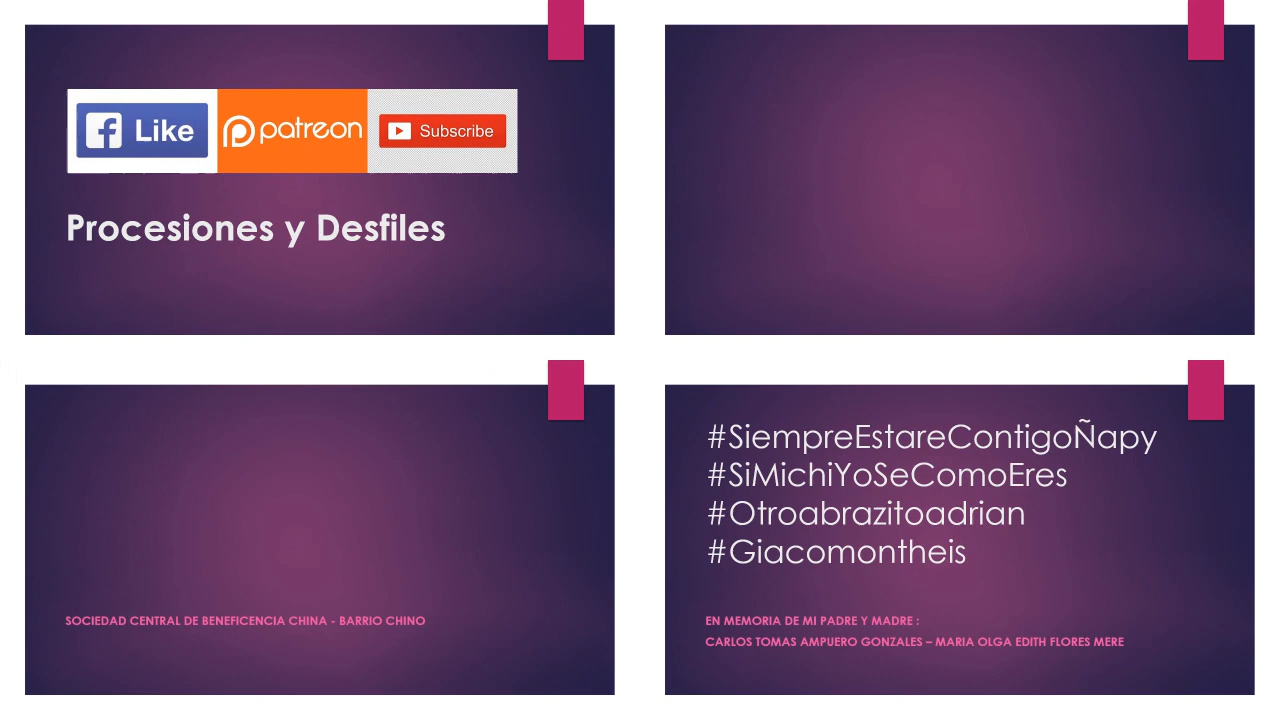 Like
patreon
Subscribe
Procesiones y Desfiles
SOCIEDAD CENTRAL DE BENEFICENCIA CHINA - BARRIO CHINO
#SiempreEstareContigoÑapy
#SiMichiYoSeComoEres
#Otroabrazitoadrian
#Giacomontheis
EN MEMORIA DE MI PADRE Y MADRE :
CARLOS TOMAS AMPUERO GONZALES – MARIA OLGA EDITH FLORES MERE